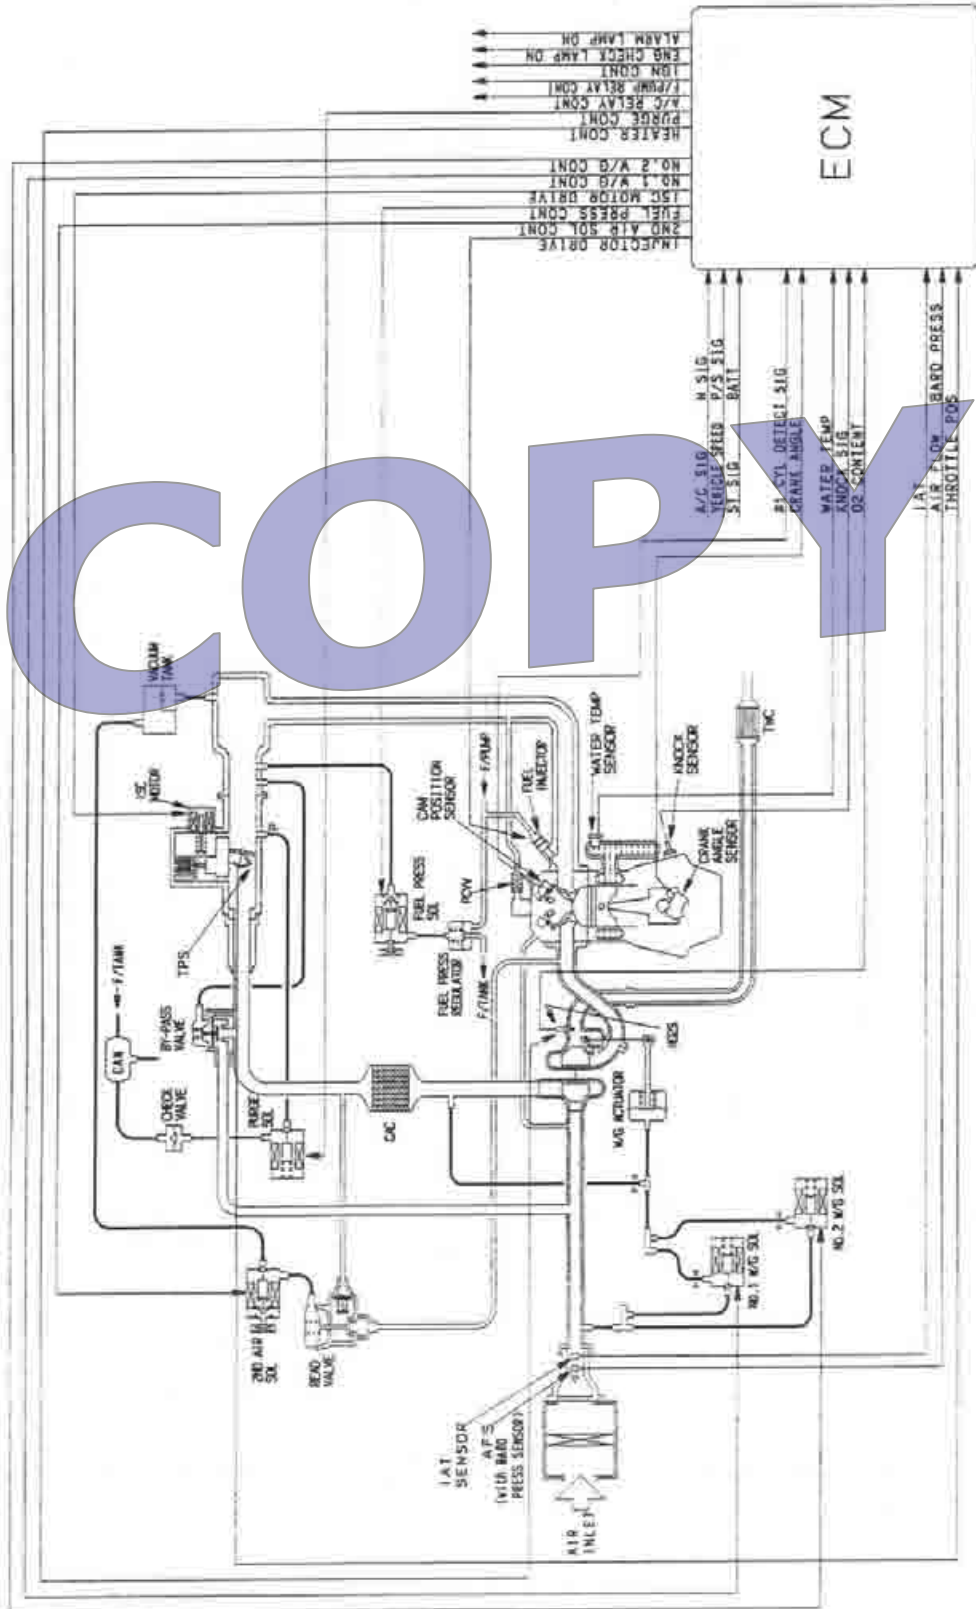 ALARM LAMP ON
ENG CHECK LAMP ON
IGN CONT
F/PUMP RELAY CONT
A/C RELAY CONT
PURGE CONT
HEATER CONT
NO.2 W/G CONT
NO.1 W/G CONT
ISC MOTOR DRIVE
FUEL PRESS CONT
2ND AIR SOL CONT
INJECTOR DRIVE
ECM
A/C SIG N SIG
VEHICLE SPEED P/S SIG
ST SIG BATT
#1 CYL DETECT SIG
CRANK ANGLE
WATER TEMP
KNOCK SIG
O2 CONTENT
IAT
AIR FLOW BARO PRESS
THROTTLE POS
COPY
VACUUM
TANK
ISC
MOTOR
TPS
F/TANK
BY-PASS
VALVE
CAN
CHECK
VALVE
PURGE
SOL
FUEL PRESS
SOL
FUEL PRESS
REGULATOR
F/TANK
F/PUMP
PCV
CAM
POSITION
SENSOR
FUEL
INJECTOR
WATER TEMP
SENSOR
KNOCK
SENSOR
CRANK
ANGLE
SENSOR
TWC
C/C
W/G ACTUATOR
2ND AIR
SOL
READ
VALVE
NO.1 W/G SOL
NO.2 W/G SOL
IAT
SENSOR
AFS
(with BARO
PRESS SENSOR)
AIR
INLET